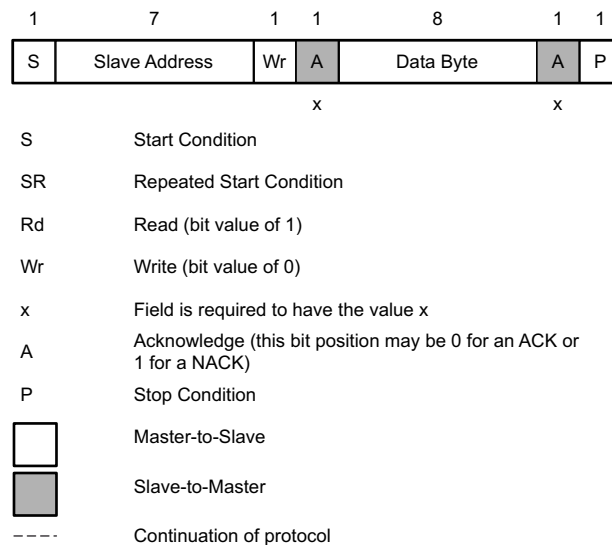 1 7 1 1 8 1 1
S Slave Address Wr A Data Byte A P
x x
S Start Condition
SR Repeated Start Condition
Rd Read (bit value of 1)
Wr Write (bit value of 0)
x Field is required to have the value x
A Acknowledge (this bit position may be 0 for an ACK or
1 for a NACK)
P Stop Condition
Master-to-Slave
Slave-to-Master
Continuation of protocol